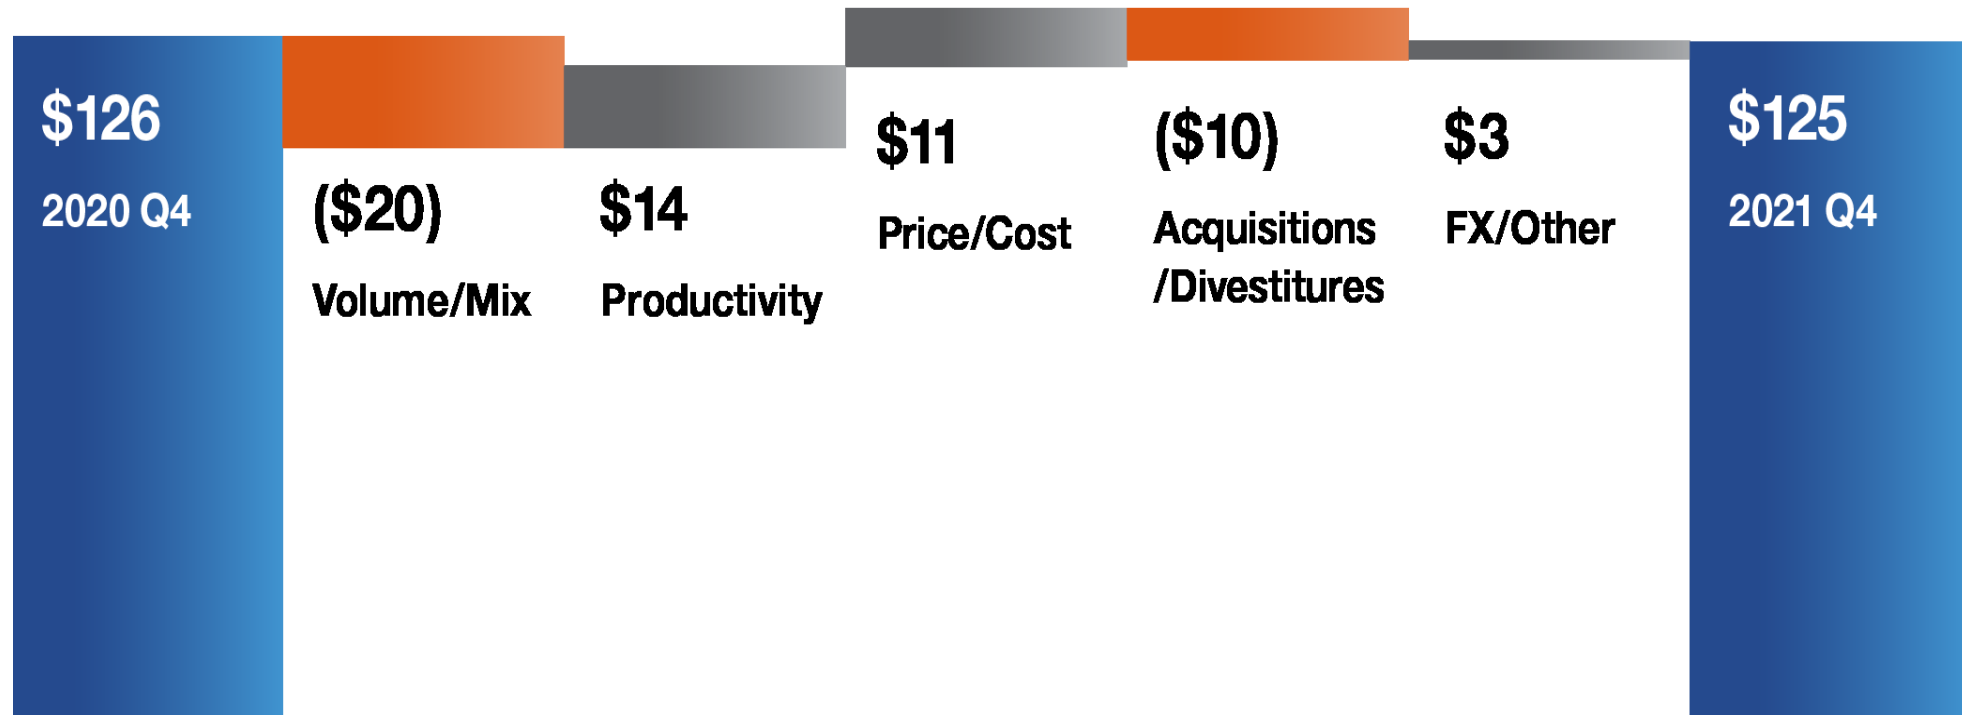 $126
2020 Q4
($20)
Volume/Mix
$14
Productivity
$11
Price/Cost
($10)
Acquisitions
/Divestitures
$3
FX/Other
$125
2021 Q4